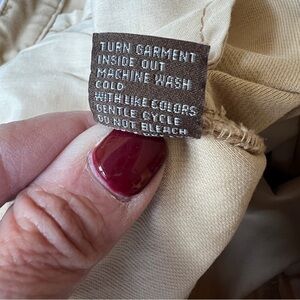 TURN GARMENT
INSIDE OUT
MACHINE WASH
COLD
WITH LIKE COLORS
GENTLE CYCLE
DO NOT BLEACH